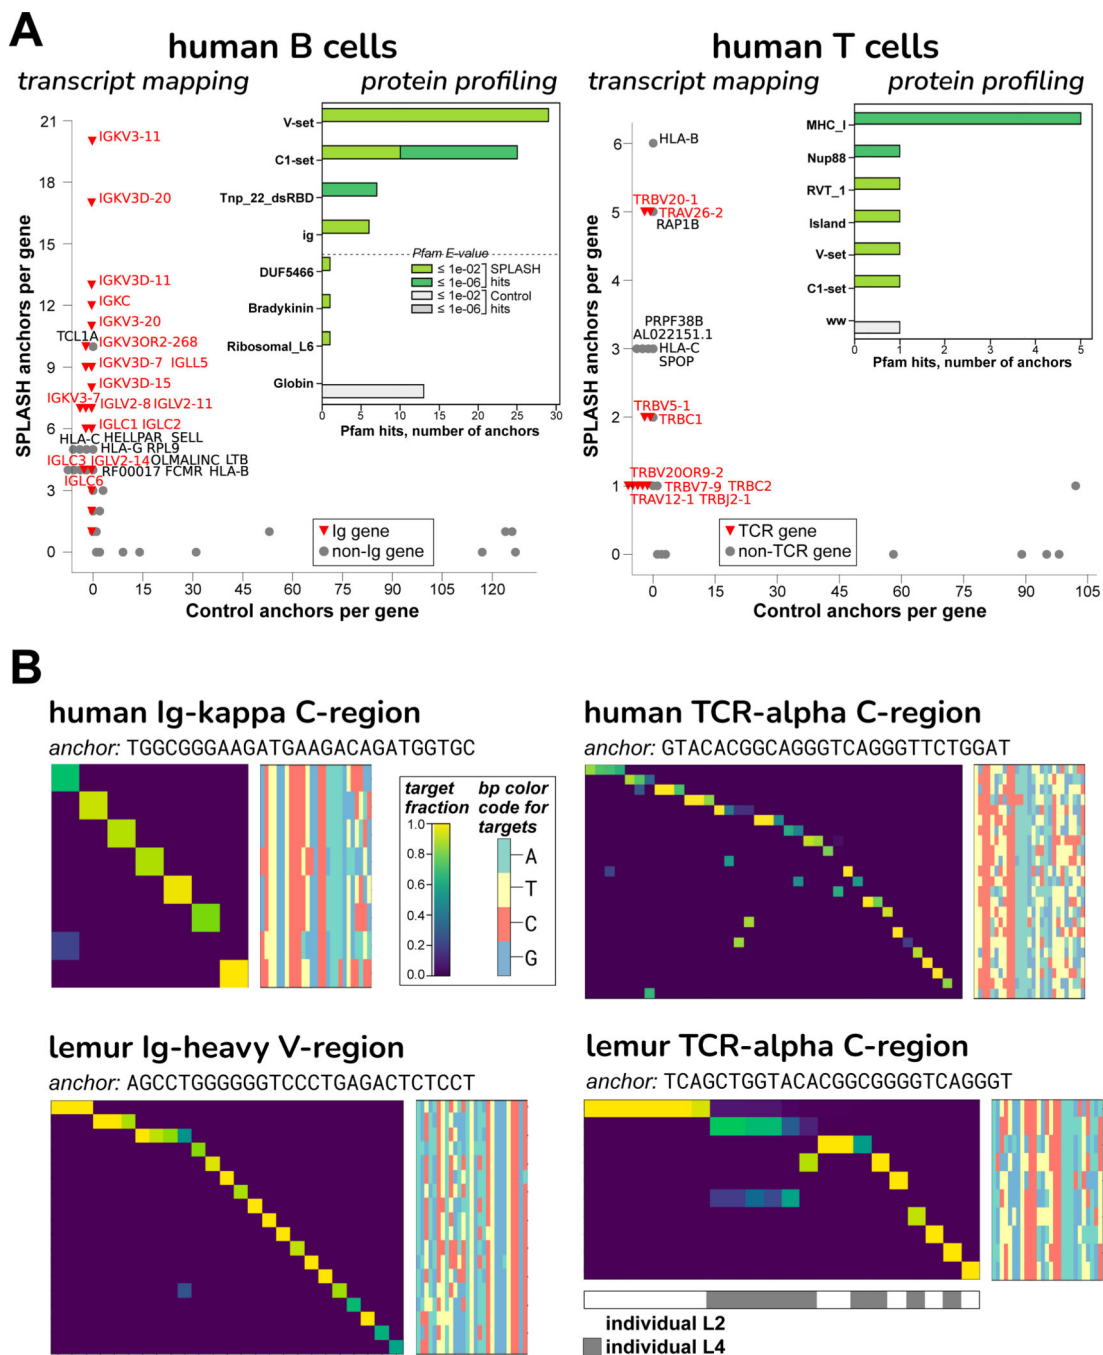 A
human B cells
transcript mapping
protein profiling
SPLASH anchors per gene
21
18
15
12
9
6
3
0
IGKV3-11
IGKV3D-20
IGKV3D-11
IGKC
IGKV3-20
TCL1A
IGKV3OR2-268
IGKV3D-7 IGLL5
IGKV3D-15
IGKV3-7
IGLV2-8 IGLV2-11
IGLC1 IGLC2
HLA-C HELLPAR SELL
HLA-G RPL9
IGLC3 IGLV2-14 OLMALINC LTB
RF00017 FCMR HLA-B
IGLC6
V-set
C1-set
Tnp_22_dsRBD
ig
DUF5466
Bradykinin
Ribosomal_L6
Globin
Pfam E-value
≤ 1e-02 SPLASH
≤ 1e-06 hits
≤ 1e-02 Control
≤ 1e-06 hits
0 5 10 15 20 25 30
Pfam hits, number of anchors
Ig gene
non-Ig gene
0 15 30 45 60 75 90 105 120
Control anchors per gene
human T cells
transcript mapping
protein profiling
SPLASH anchors per gene
6
5
4
3
2
1
0
HLA-B
TRBV20-1
TRAV26-2
RAP1B
PRPF38B
AL022151.1
HLA-C
SPOP
TRBV5-1
TRBC1
TRBV20OR9-2
TRBV7-9 TRBC2
TRAV12-1 TRBJ2-1
MHC_I
Nup88
RVT_1
Island
V-set
C1-set
ww
0 1 2 3 4 5
Pfam hits, number of anchors
TCR gene
non-TCR gene
0 15 30 45 60 75 90 105
Control anchors per gene
B
human Ig-kappa C-region
anchor: TGGCGGGAAGATGAAGACAGATGGTGC
target fraction
1.0
0.8
0.6
0.4
0.2
0.0
bp color code for targets
A
T
C
G
human TCR-alpha C-region
anchor: GTACACGGCAGGGTCAGGGTTCTGGAT
lemur Ig-heavy V-region
anchor: AGCCTGGGGGGTCCCTGAGACTCTCCT
lemur TCR-alpha C-region
anchor: TCAGCTGGTACACGGCGGGGTCAGGGT
individual L2
individual L4